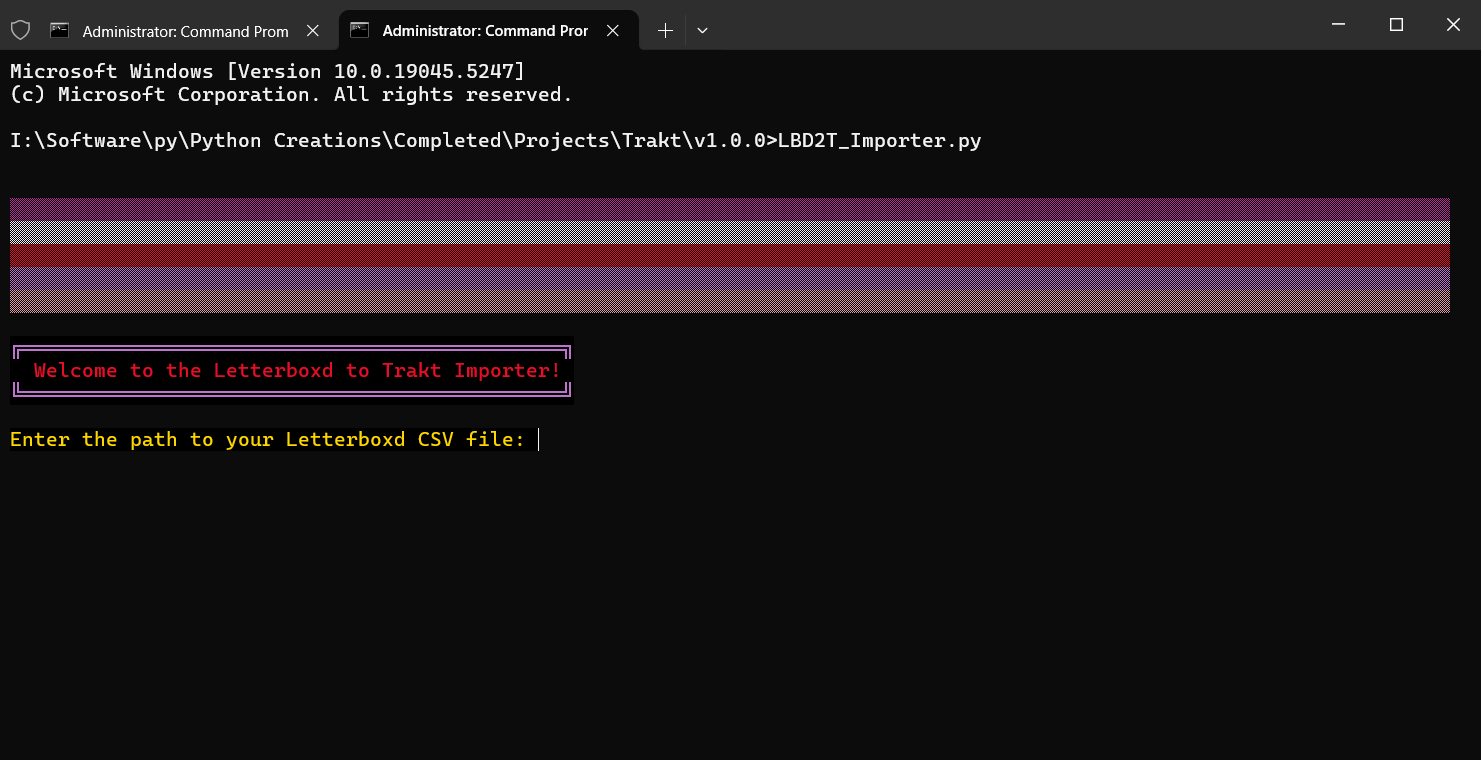 Administrator: Command Prom
Administrator: Command Pror
Microsoft Windows [Version 10.0.19045.5247]
(c) Microsoft Corporation. All rights reserved.
I:\Software\py\Python Creations\Completed\Projects\Trakt\v1.0.0>LBD2T_Importer.py
Welcome to the Letterboxd to Trakt Importer!
Enter the path to your Letterboxd CSV file: